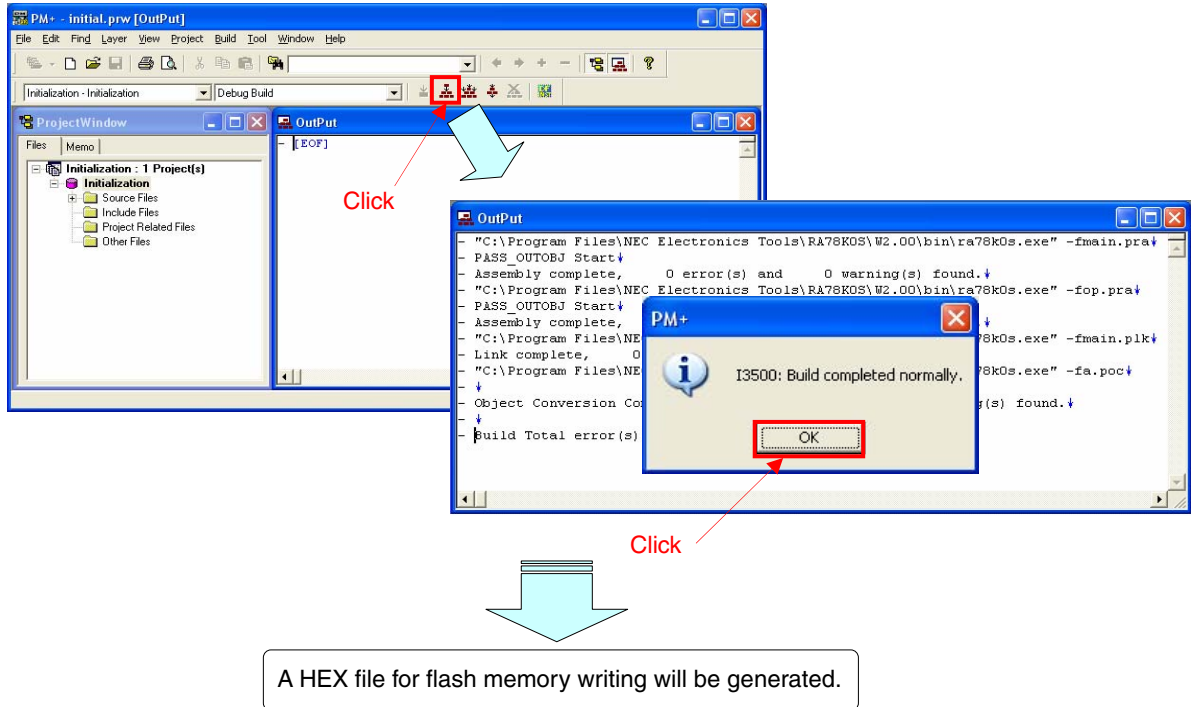 PM+ - initial.prw [OutPut]
File Edit Find Layer View Project Build Tool Window Help
Initialization - Initialization Debug Build
ProjectWindow
OutPut
Files Memo
- [EOF]
Initialization : 1 Project(s)
Initialization
Source Files
Include Files
Project Related Files
Other Files
Click
OutPut
- "C:\Program Files\NEC Electronics Tools\RA78K0S\W2.00\bin\ra78k0s.exe" -fmain.pra↓
- PASS_OUTOBJ Start↓
- Assembly complete, 0 error(s) and 0 warning(s) found.↓
- "C:\Program Files\NEC Electronics Tools\RA78K0S\W2.00\bin\ra78k0s.exe" -fop.pra↓
- PASS_OUTOBJ Start↓
- Assembly complete, ↓
- "C:\Program Files\NE 78k0s.exe" -fmain.plk↓
- Link complete, 0
- "C:\Program Files\NE 78k0s.exe" -fa.poc↓
- ↓
- Object Conversion Co g(s) found.↓
- ↓
- Build Total error(s)
PM+
I3500: Build completed normally.
OK
Click
A HEX file for flash memory writing will be generated.